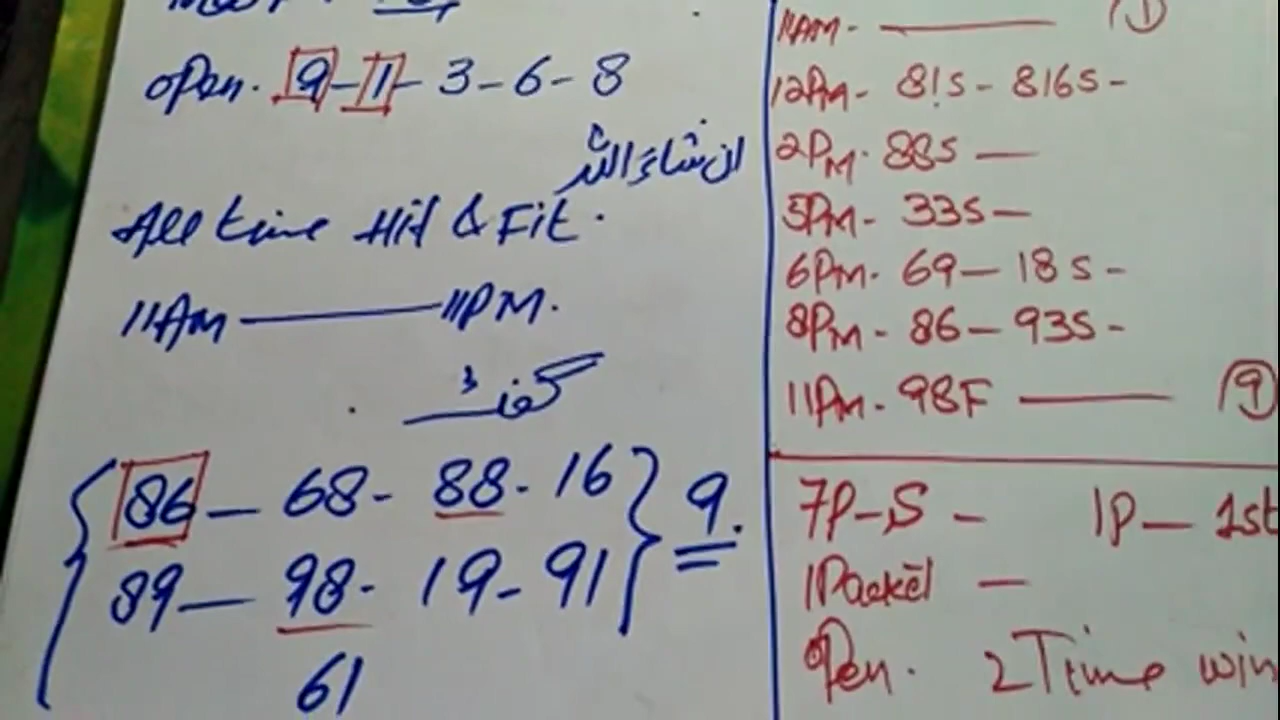 open. 9-1-3-6-8
ان شاءَ اللہ
All time Hit & Fit.
11Am — 11PM.
{ 86 - 68 - 88 - 16 } 9.
89 - 98 - 19 - 91
61
11AM - — 1
12Pm - 81s - 816s -
2Pm. 88s —
5Pm - 33s —
6Pm. 69 - 18s -
8Pm - 86 - 93s -
11Pm. 98F — 9
7P-S - 1P - 1st
1Packet -
open. 2 Time win